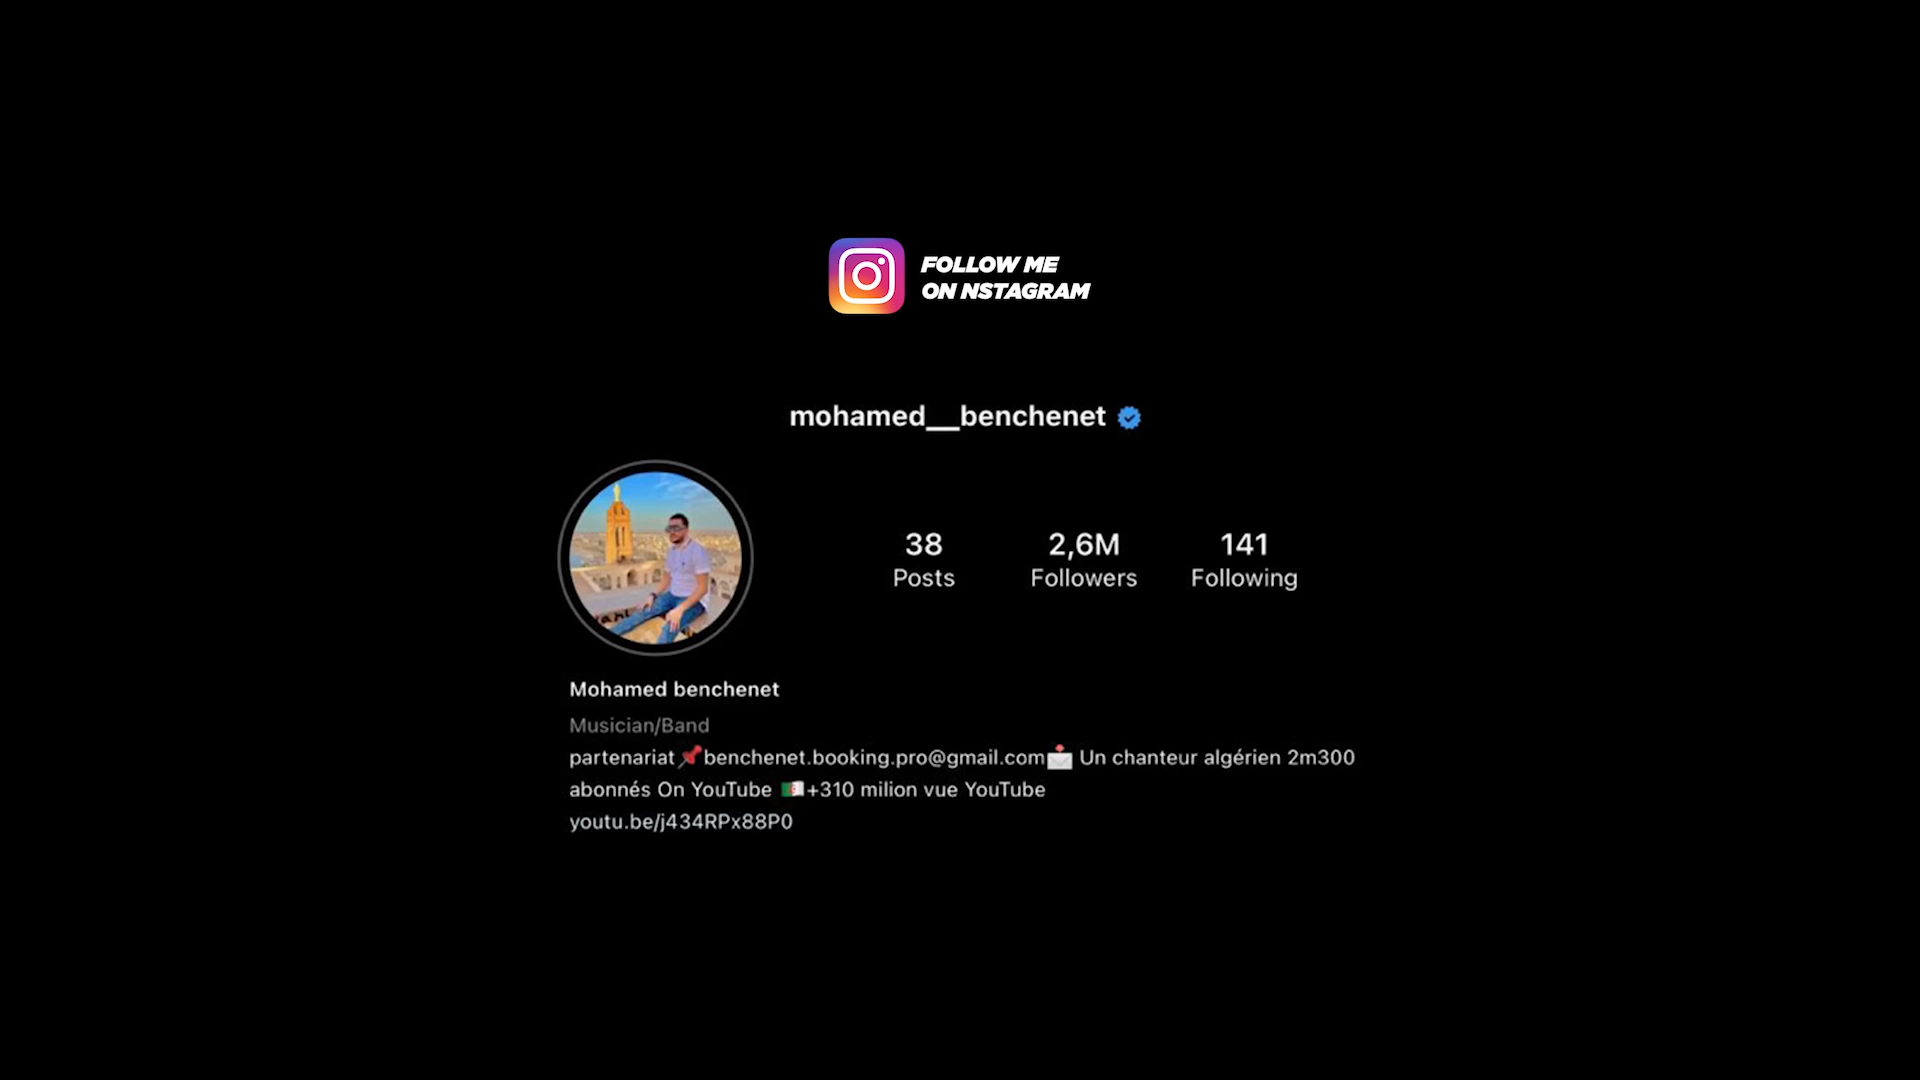 FOLLOW ME
ON NSTAGRAM
mohamed__benchenet
38
Posts
2,6M
Followers
141
Following
Mohamed benchenet
Musician/Band
partenariat📌benchenet.booking.pro@gmail.com📩 Un chanteur algérien 2m300
abonnés On YouTube 🇩🇿+310 milion vue YouTube
youtu.be/j434RPx88P0